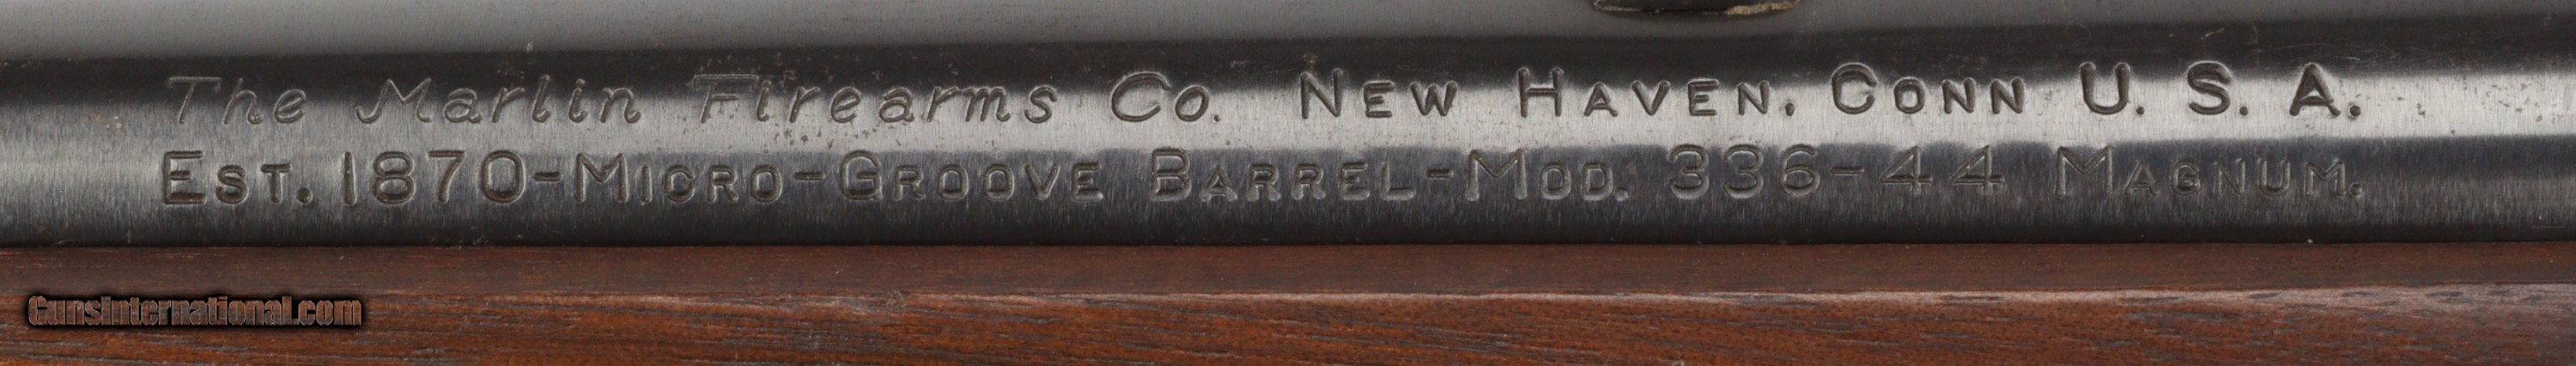 The Marlin Firearms Co. NEW HAVEN, CONN U. S. A.
EST. 1870-MICRO-GROOVE BARREL-MOD. 336-44 MAGNUM.
GunsInternational.com